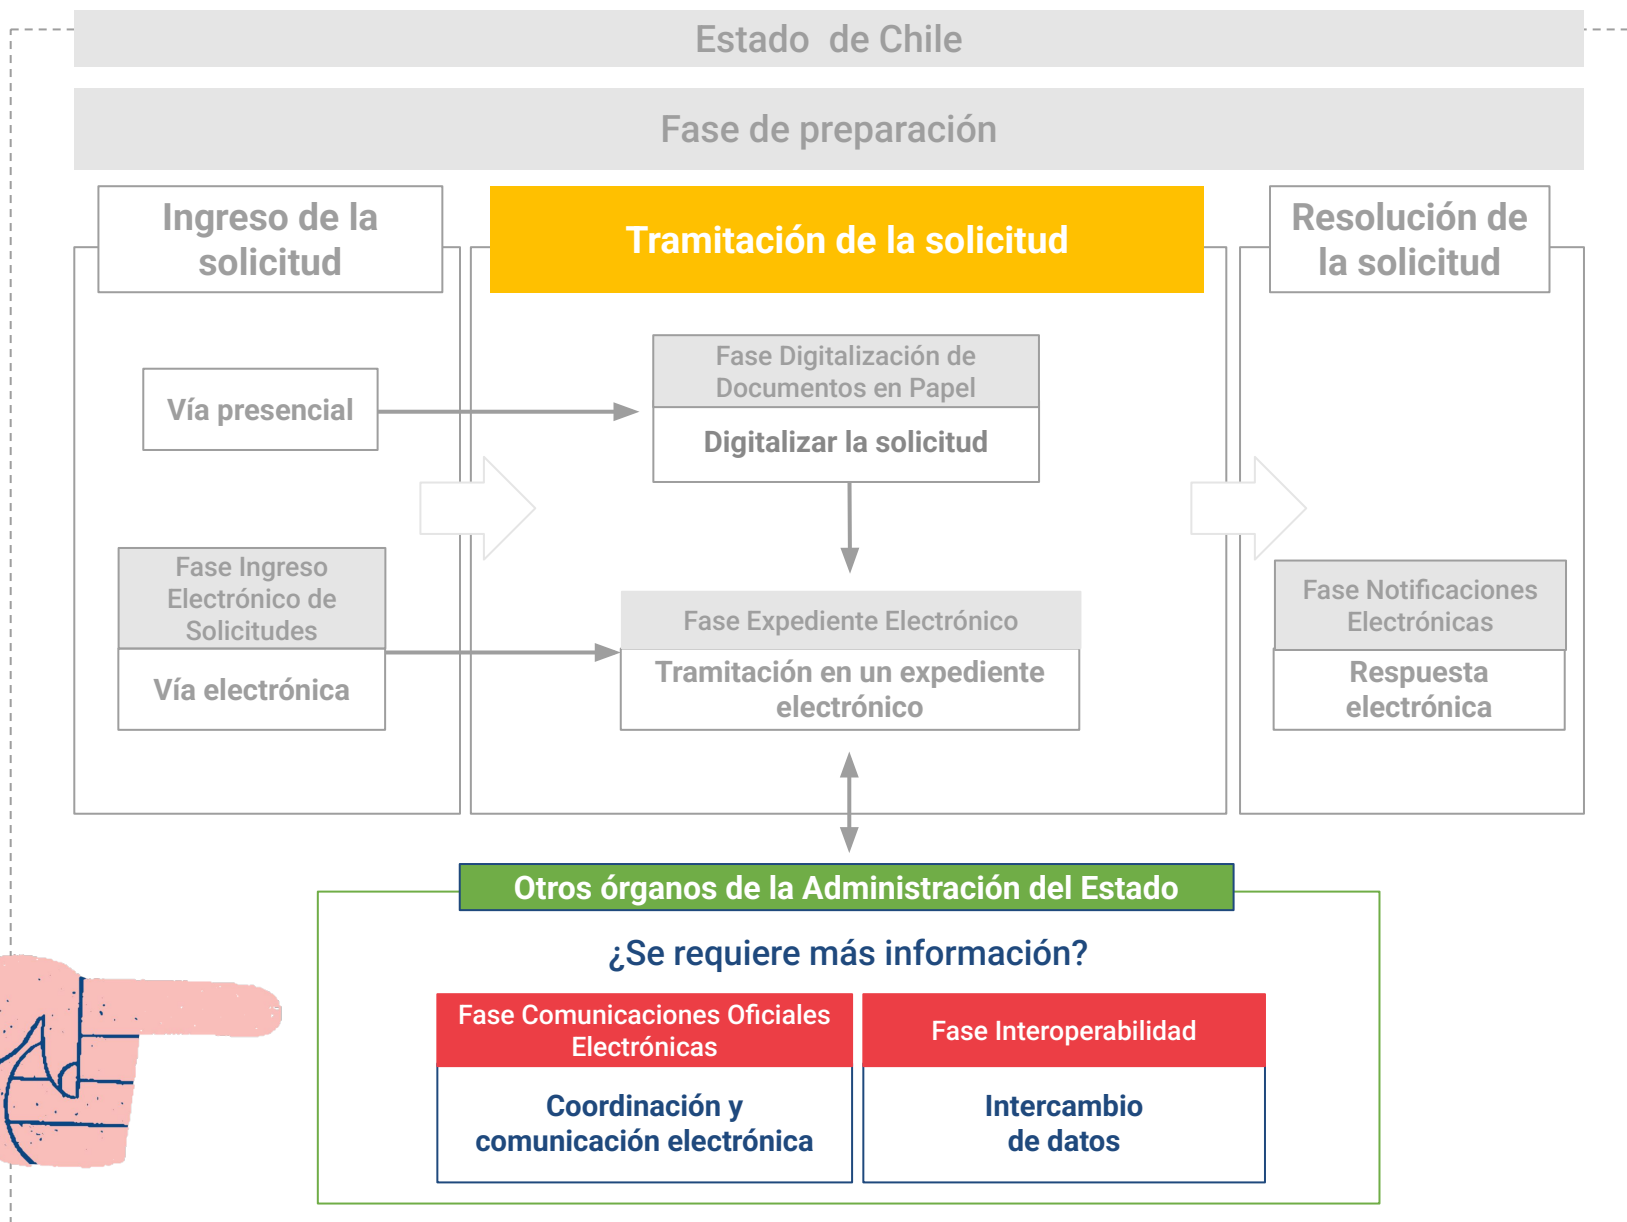 Estado de Chile
Fase de preparación
Ingreso de la
solicitud
Tramitación de la solicitud
Resolución de
la solicitud
Vía presencial
Fase Digitalización de
Documentos en Papel
Digitalizar la solicitud
Fase Ingreso
Electrónico de
Solicitudes
Vía electrónica
Fase Expediente Electrónico
Tramitación en un expediente
electrónico
Fase Notificaciones
Electrónicas
Respuesta
electrónica
Otros órganos de la Administración del Estado
¿Se requiere más información?
Fase Comunicaciones Oficiales
Electrónicas
Coordinación y
comunicación electrónica
Fase Interoperabilidad
Intercambio
de datos